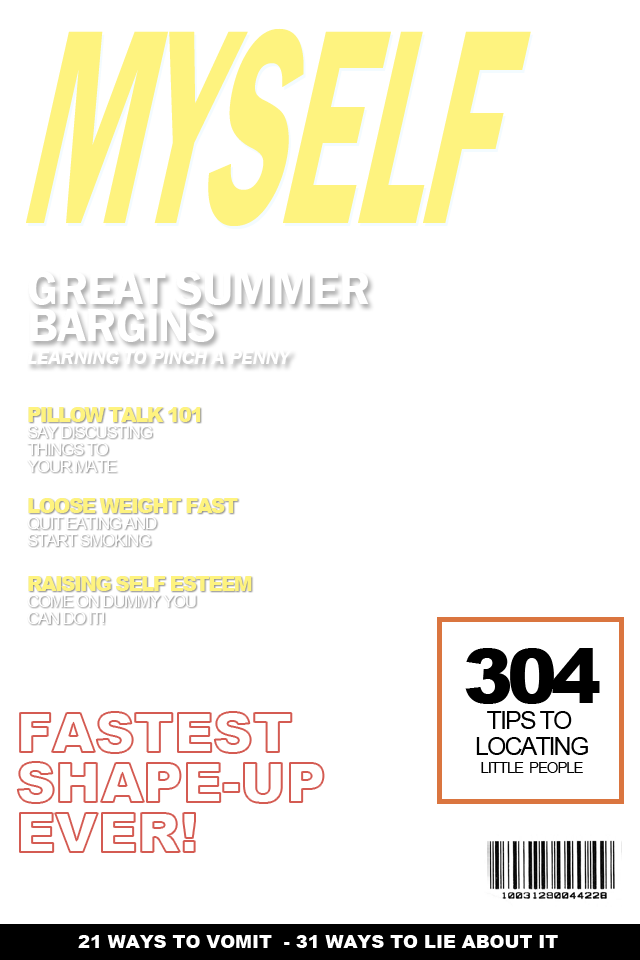 MYSELF
GREAT SUMMER
BARGINS
LEARNING TO PINCH A PENNY
PILLOW TALK 101
SAY DISCUSTING
THINGS TO
YOUR MATE
LOOSE WEIGHT FAST
QUIT EATING AND
START SMOKING
RAISING SELF ESTEEM
COME ON DUMMY YOU
CAN DO IT!
304
TIPS TO
LOCATING
LITTLE PEOPLE
FASTEST
SHAPE-UP
EVER!
10031290044228
21 WAYS TO VOMIT - 31 WAYS TO LIE ABOUT IT